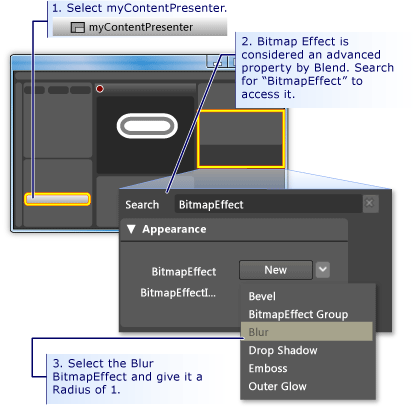 1. Select myContentPresenter.
myContentPresenter
2. Bitmap Effect is
considered an advanced
property by Blend. Search
for “BitmapEffect” to
access it.
Search
BitmapEffect
Appearance
BitmapEffect
New
BitmapEffectI...
Bevel
BitmapEffect Group
Blur
Drop Shadow
Emboss
Outer Glow
3. Select the Blur
BitmapEffect and give it a
Radius of 1.